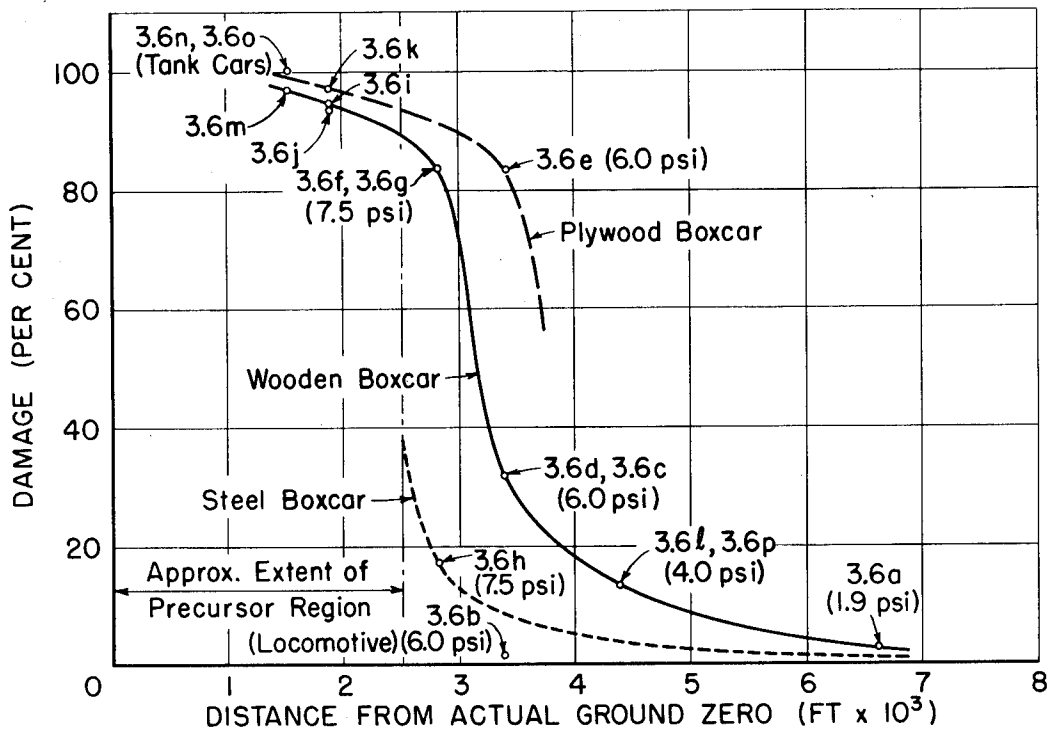 3.6n, 3.6o
(Tank Cars)
3.6k
3.6i
3.6m
3.6j
3.6f, 3.6g
(7.5 psi)
3.6e (6.0 psi)
Plywood Boxcar
Wooden Boxcar
3.6d, 3.6c
(6.0 psi)
Steel Boxcar
3.6h
(7.5 psi)
3.6l, 3.6p
(4.0 psi)
3.6a
(1.9 psi)
Approx. Extent of
Precursor Region
3.6b
(Locomotive) (6.0 psi)
100
80
60
40
20
0
DAMAGE (PER CENT)
0 1 2 3 4 5 6 7 8
DISTANCE FROM ACTUAL GROUND ZERO (FT x 10³)